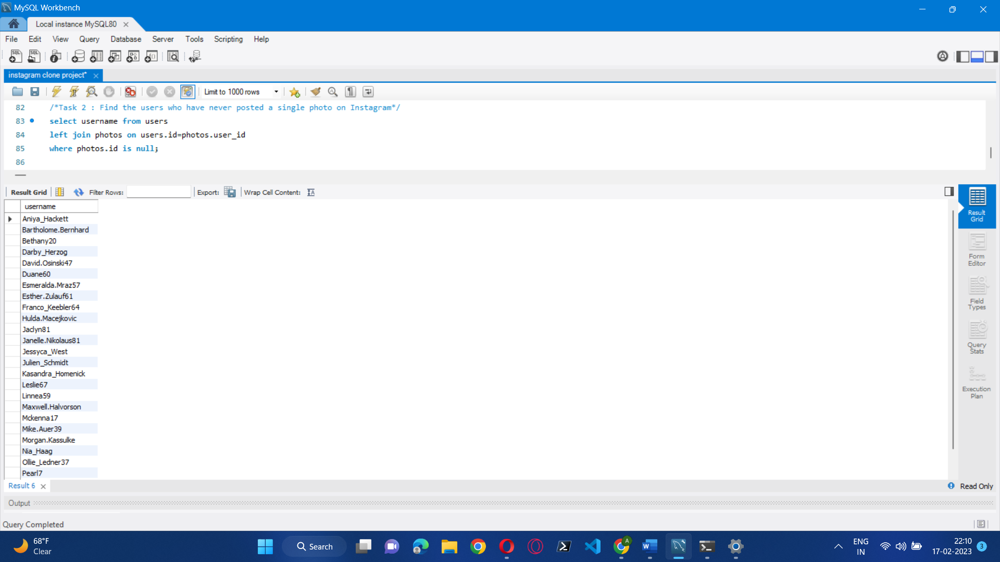 MySQL Workbench
Local instance MySQL80
File Edit View Query Database Server Tools Scripting Help
instagram clone project*
Limit to 1000 rows
82 /*Task 2 : Find the users who have never posted a single photo on Instagram*/
83 select username from users
84 left join photos on users.id=photos.user_id
85 where photos.id is null;
86
Result Grid Filter Rows: Export: Wrap Cell Content:
username
Aniya_Hackett
Bartholome.Bernhard
Bethany20
Darby_Herzog
David.Osinski47
Duane60
Esmeralda.Mraz57
Esther.Zulauf61
Franco_Keebler64
Hulda.Macejkovic
Jaclyn81
Janelle.Nikolaus81
Jessyca_West
Julien_Schmidt
Kasandra_Homenick
Leslie67
Linnea59
Maxwell.Halvorson
Mckenna17
Mike.Auer39
Morgan.Kassulke
Nia_Haag
Ollie_Ledner37
Pearl7
Result
Grid
Form
Editor
Field
Types
Query
Stats
Execution
Plan
Result 6
Read Only
Output
Query Completed
68°F
Clear
Search
A
ENG
IN
22:10
17-02-2023
3